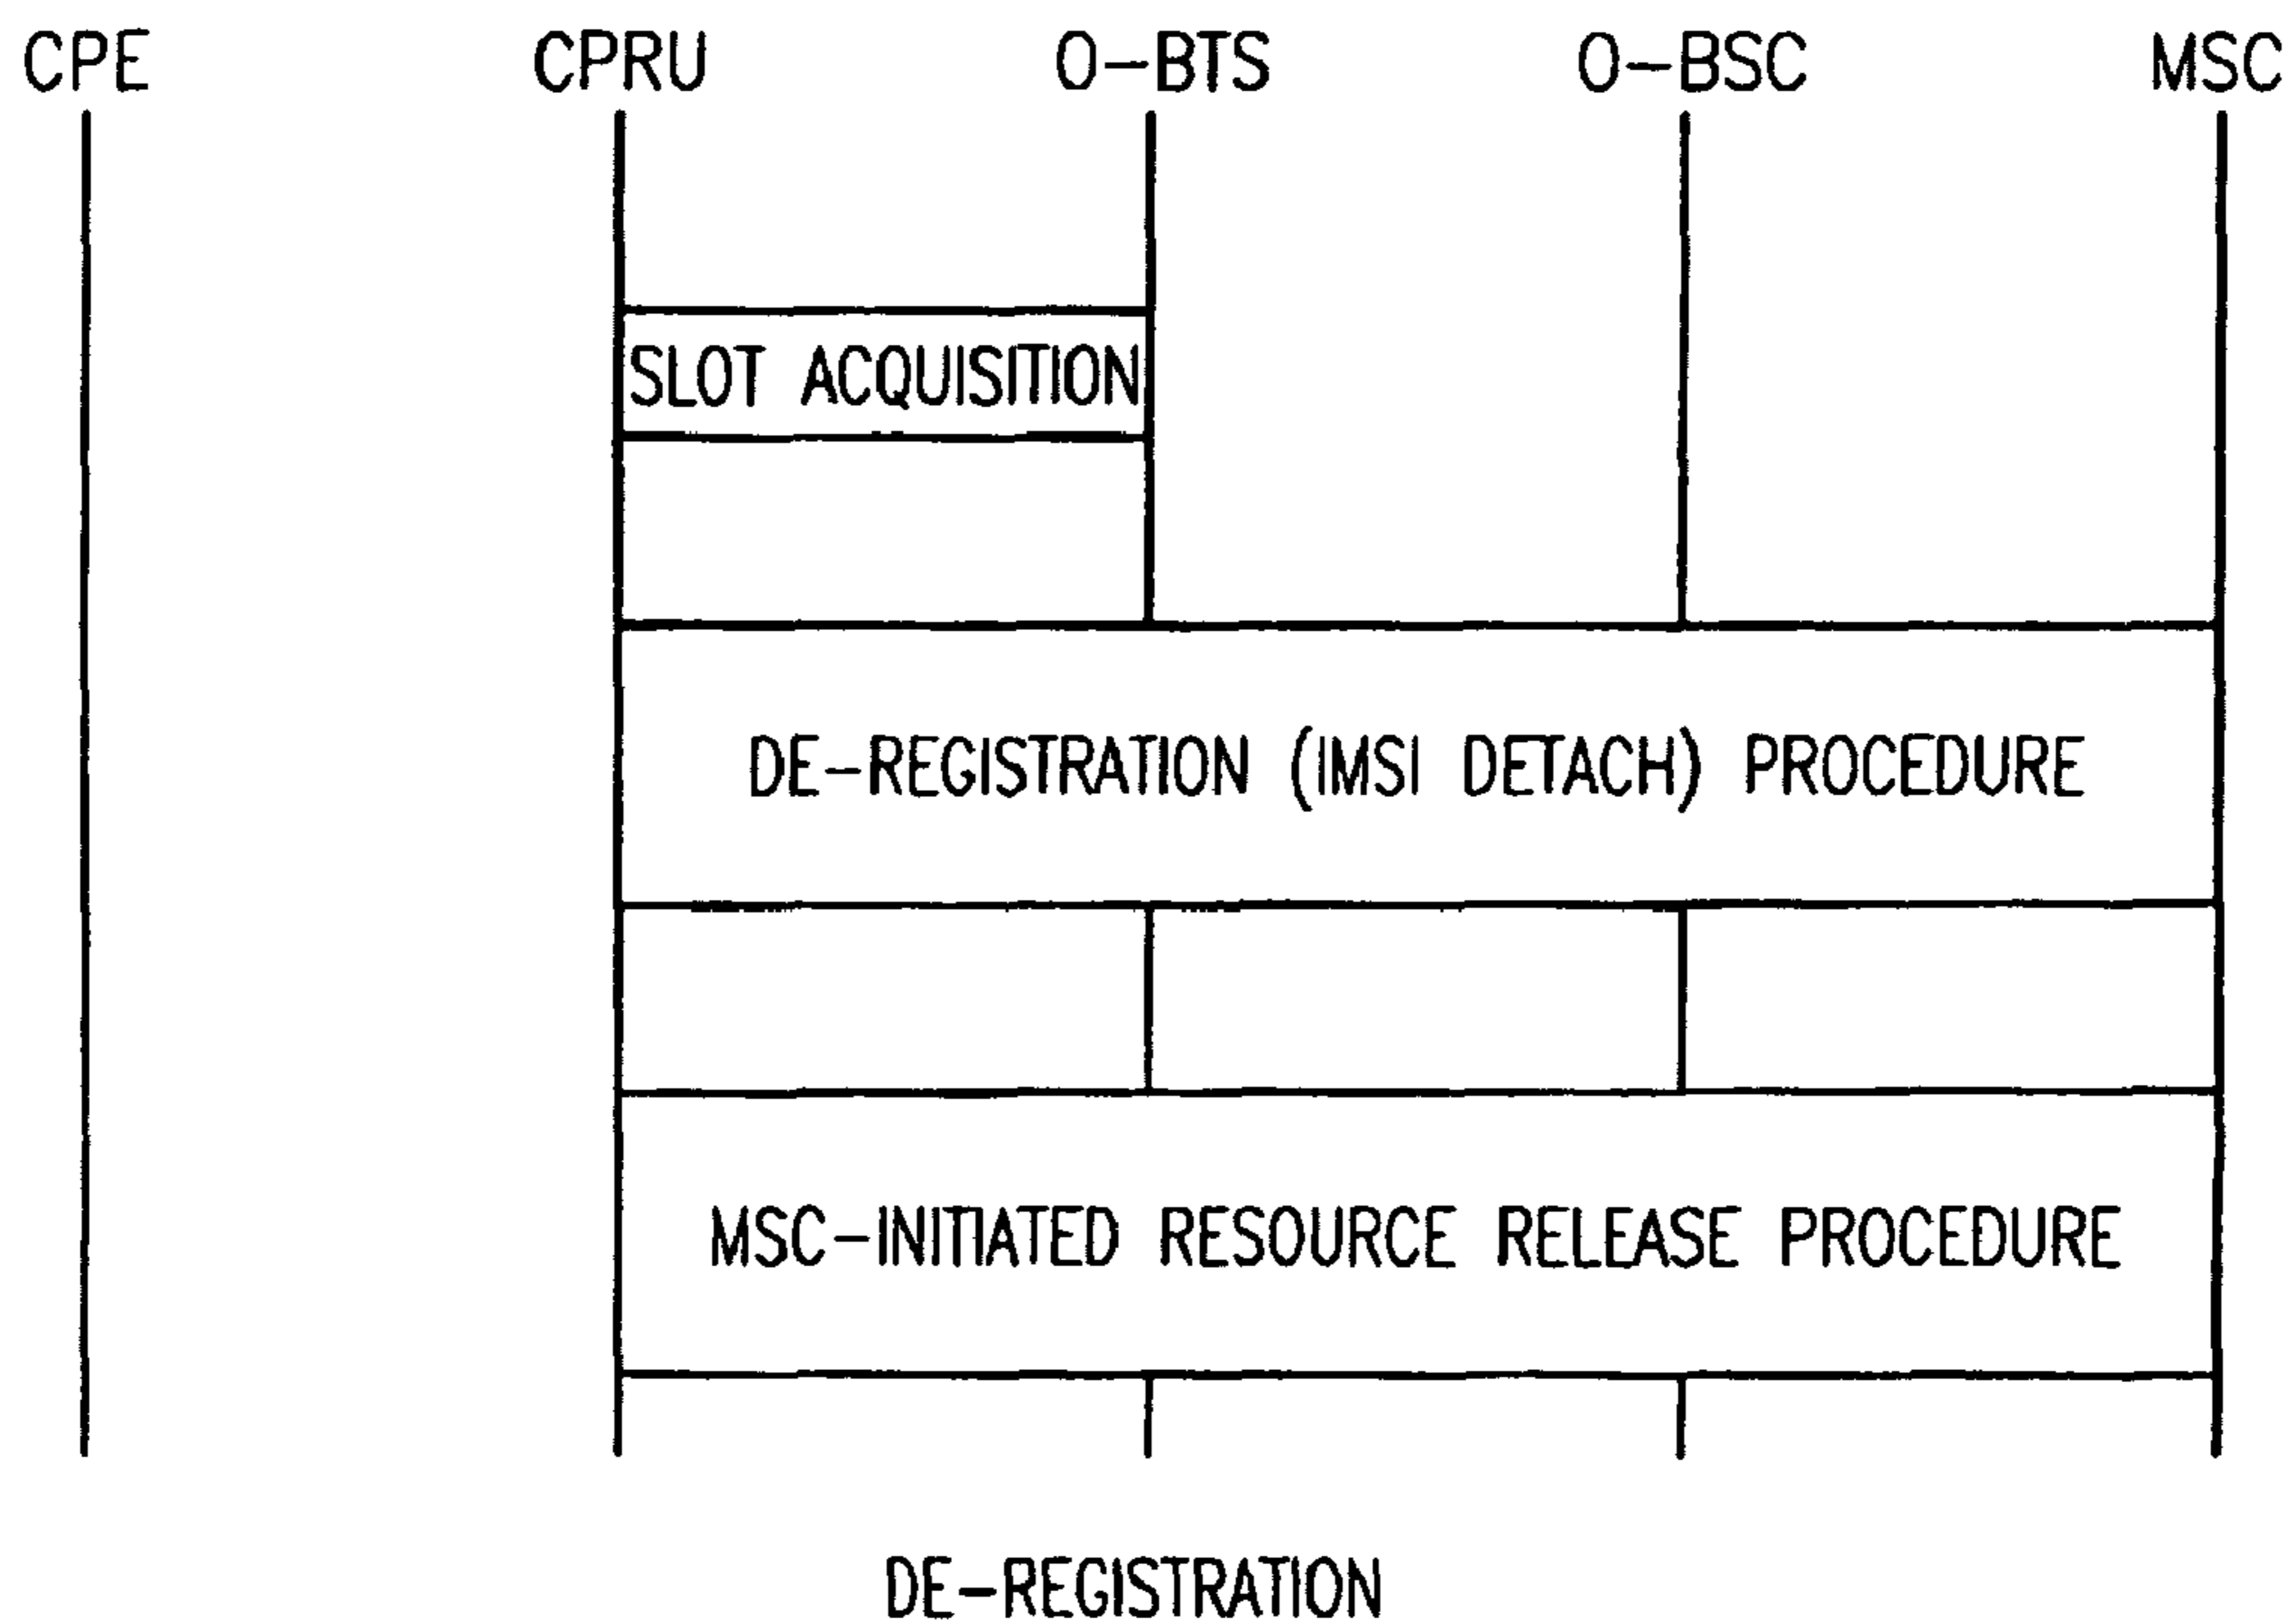 CPE CPRU O-BTS O-BSC MSC
SLOT ACQUISITION
DE-REGISTRATION (IMSI DETACH) PROCEDURE
MSC-INITIATED RESOURCE RELEASE PROCEDURE
DE-REGISTRATION